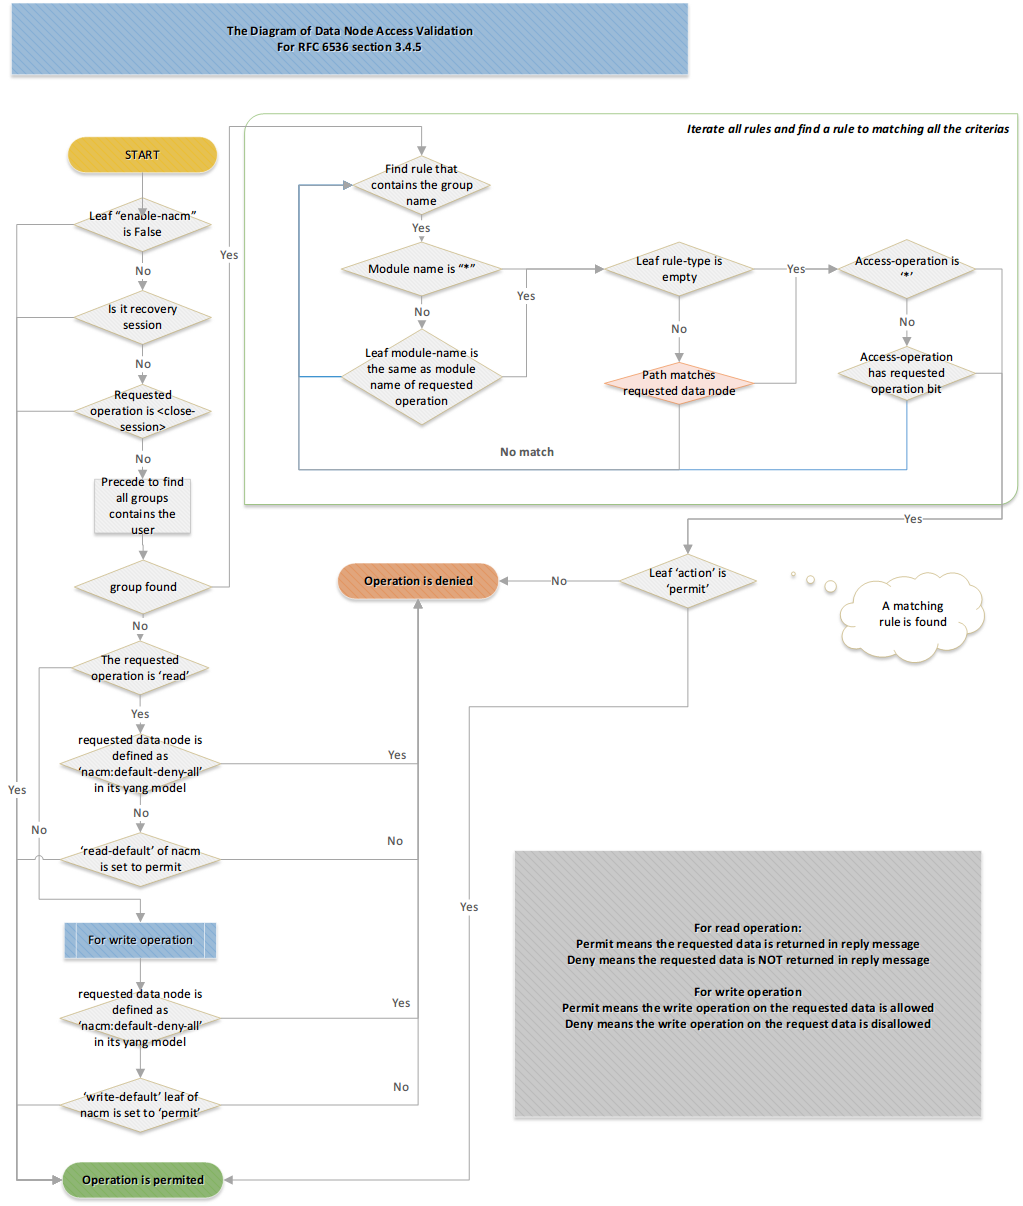 The Diagram of Data Node Access Validation
For RFC 6536 section 3.4.5
Iterate all rules and find a rule to matching all the criterias
START
Find rule that
contains the group
name
Leaf “enable-nacm”
is False
Yes
Yes
No
Module name is “*”
Leaf rule-type is
empty
Yes
Access-operation is
‘*’
Is it recovery
session
No
Yes
No
No
No
Leaf module-name is
the same as module
name of requested
operation
Path matches
requested data node
Access-operation
has requested
operation bit
Requested
operation is <close-
session>
No
No match
Precede to find
all groups
contains the
user
Yes
group found
Operation is denied
No
Leaf ‘action’ is
‘permit’
A matching
rule is found
No
The requested
operation is ‘read’
Yes
requested data node is
defined as
‘nacm:default-deny-all’
in its yang model
Yes
Yes
No
No
‘read-default’ of nacm
is set to permit
No
Yes
For write operation
For read operation:
Permit means the requested data is returned in reply message
Deny means the requested data is NOT returned in reply message
For write operation
Permit means the write operation on the requested data is allowed
Deny means the write operation on the request data is disallowed
requested data node is
defined as
‘nacm:default-deny-all’
in its yang model
Yes
‘write-default’ leaf of
nacm is set to ‘permit’
No
Operation is permited